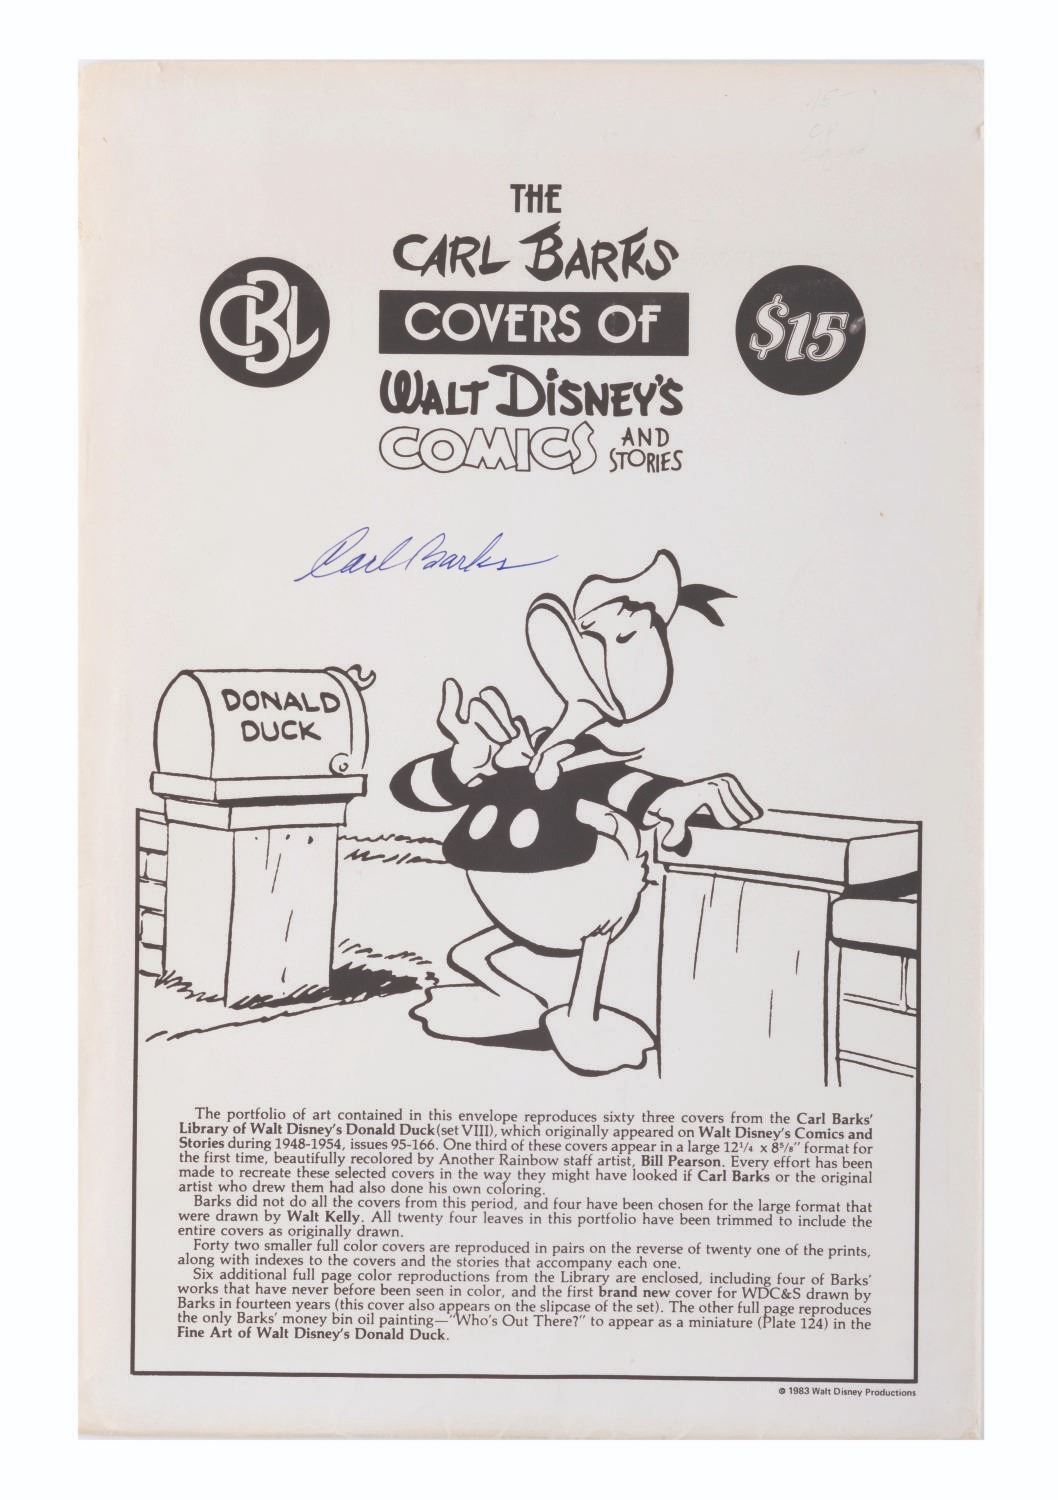 THE
CARL BARKS
CBL
COVERS OF
$15
WALT DISNEY'S
COMICS AND STORIES
Carl Barks
DONALD
DUCK
The portfolio of art contained in this envelope reproduces sixty three covers from the Carl Barks'
Library of Walt Disney's Donald Duck(set VIII), which originally appeared on Walt Disney's Comics and
Stories during 1948-1954, issues 95-166. One third of these covers appear in a large 12¹/₄ x 8⁵/₈" format for
the first time, beautifully recolored by Another Rainbow staff artist, Bill Pearson. Every effort has been
made to recreate these selected covers in the way they might have looked if Carl Barks or the original
artist who drew them had also done his own coloring.
Barks did not do all the covers from this period, and four have been chosen for the large format that
were drawn by Walt Kelly. All twenty four leaves in this portfolio have been trimmed to include the
entire covers as originally drawn.
Forty two smaller full color covers are reproduced in pairs on the reverse of twenty one of the prints,
along with indexes to the covers and the stories that accompany each one.
Six additional full page color reproductions from the Library are enclosed, including four of Barks'
works that have never before been seen in color, and the first brand new cover for WDC&S drawn by
Barks in fourteen years (this cover also appears on the slipcase of the set). The other full page reproduces
the only Barks' money bin oil painting—"Who's Out There?" to appear as a miniature (Plate 124) in the
Fine Art of Walt Disney's Donald Duck.
© 1983 Walt Disney Productions